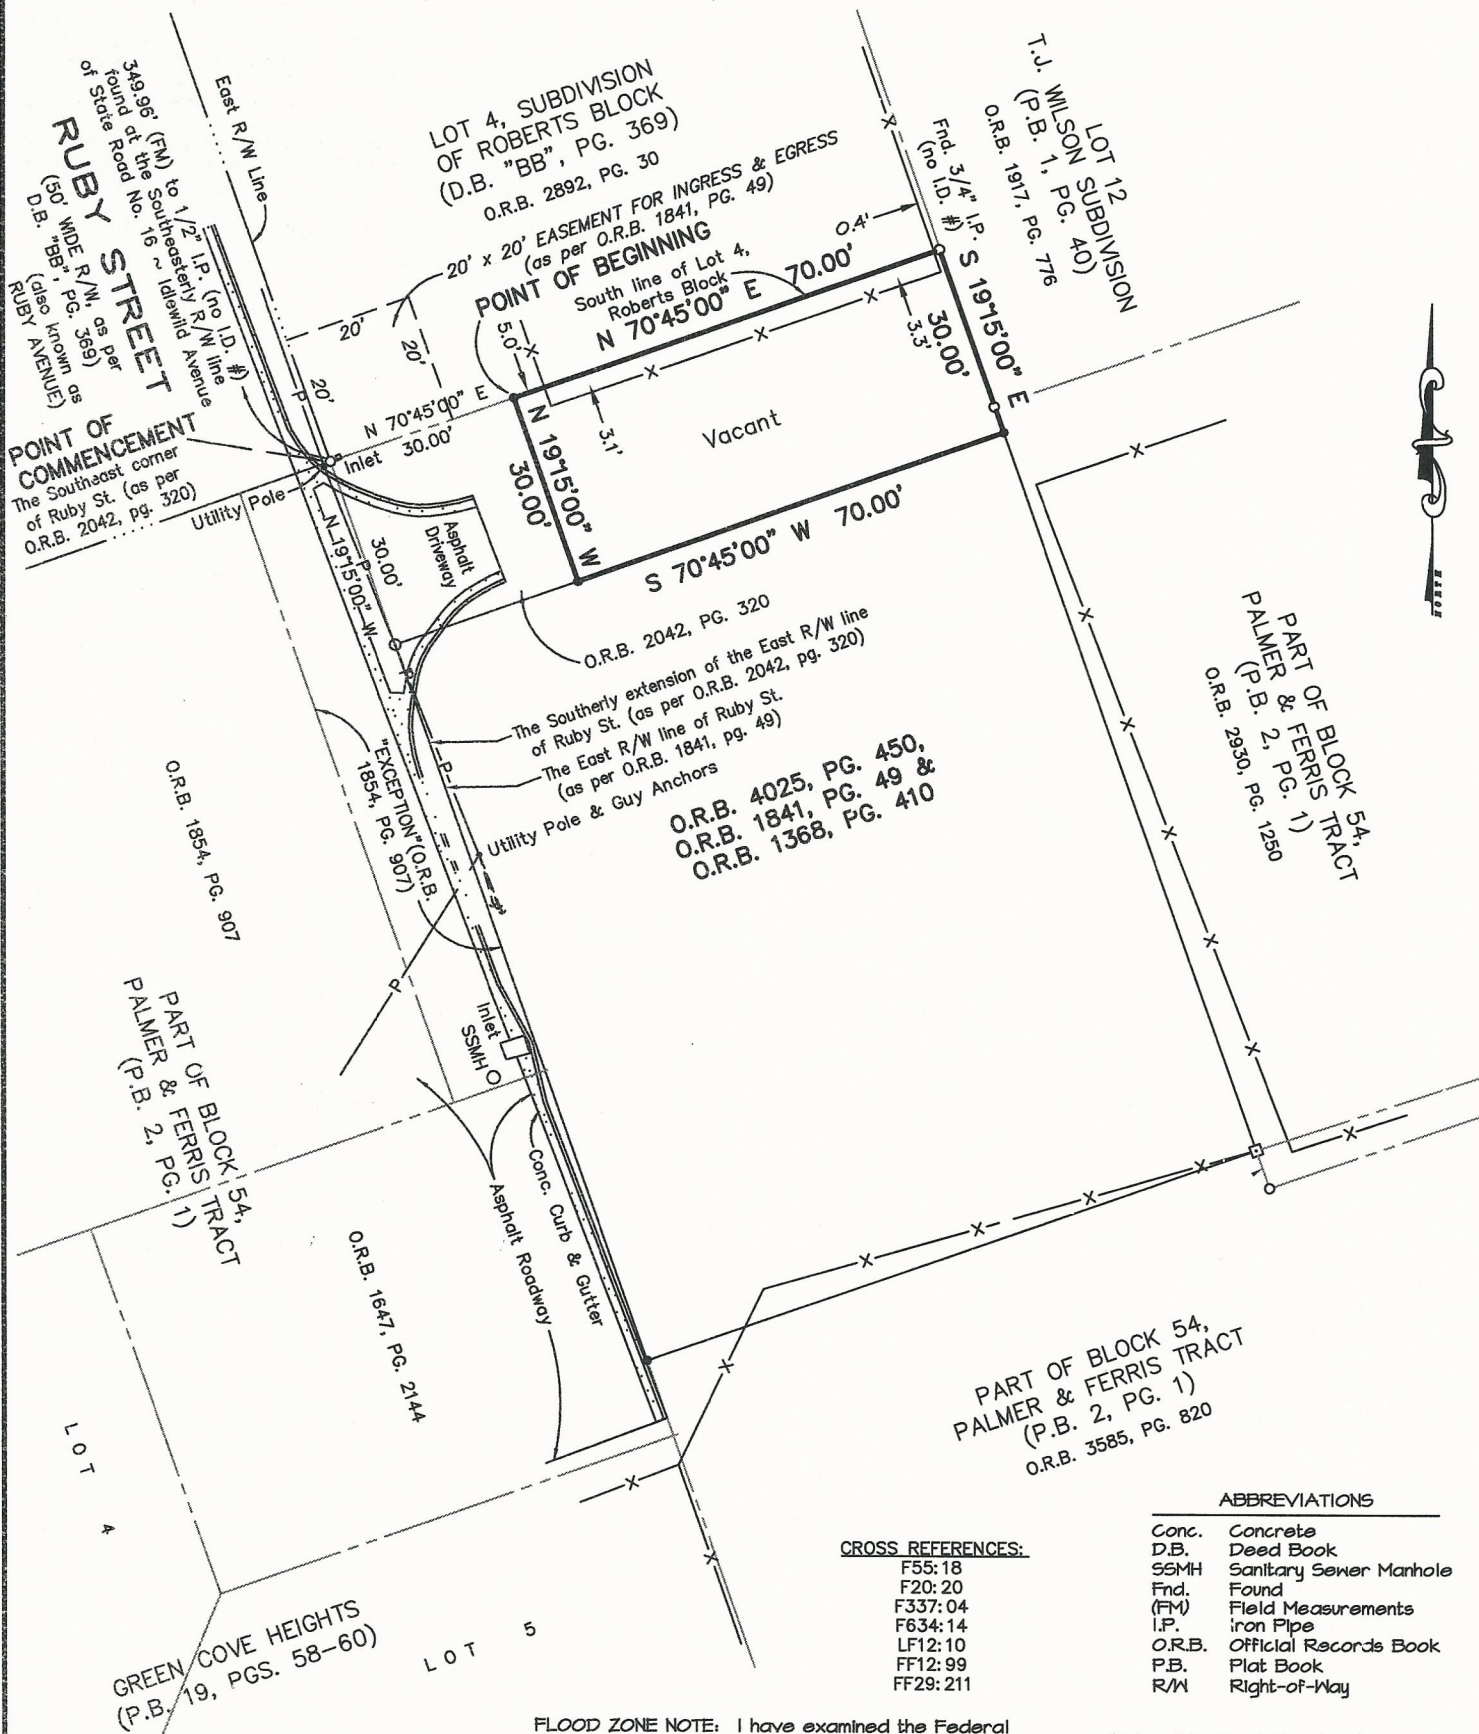 East R/W Line
349.96' (FM) to 1/2" I.P. (no I.D. #)
found at the Southeasterly R/W line
of State Road No. 16 ~ Idlewild Avenue
RUBY STREET
(50' WIDE R/W, as per
D.B. "BB", PG. 369)
(also known as
RUBY AVENUE)
LOT 4, SUBDIVISION
OF ROBERTS BLOCK
(D.B. "BB", PG. 369)
O.R.B. 2892, PG. 30
20' x 20' EASEMENT FOR INGRESS & EGRESS
(as per O.R.B. 1841, PG. 49)
POINT OF BEGINNING
South line of Lot 4,
Roberts Block
N 70°45'00" E 70.00'
0.4'
Fnd. 3/4" I.P.
(no I.D. #)
LOT 12
T.J. WILSON SUBDIVISION
(P.B. 1, PG. 40)
O.R.B. 1917, PG. 776
S 19°15'00" E
30.00'
3.3'
5.0'
3.1'
20'
20'
20'
N 70°45'00" E
30.00'
N 19°15'00" W
30.00'
Vacant
S 70°45'00" W 70.00'
POINT OF
COMMENCEMENT
The Southeast corner
of Ruby St. (as per
O.R.B. 2042, pg. 320)
Utility Pole
Inlet
P
N 19°15'00" W
30.00'
P
Asphalt
Driveway
O.R.B. 2042, PG. 320
The Southerly extension of the East R/W line
of Ruby St. (as per O.R.B. 2042, pg. 320)
The East R/W line of Ruby St.
(as per O.R.B. 1841, pg. 49)
Utility Pole & Guy Anchors
P
P
"EXCEPTION"(O.R.B.
1854, PG. 907)
O.R.B. 1854, PG. 907
O.R.B. 4025, PG. 450,
O.R.B. 1841, PG. 49 &
O.R.B. 1368, PG. 410
PART OF BLOCK 54,
PALMER & FERRIS TRACT
(P.B. 2, PG. 1)
O.R.B. 2930, PG. 1250
NORTH
PART OF BLOCK 54,
PALMER & FERRIS TRACT
(P.B. 2, PG. 1)
Inlet
SSMH
Conc. Curb & Gutter
Asphalt Roadway
O.R.B. 1647, PG. 2144
PART OF BLOCK 54,
PALMER & FERRIS TRACT
(P.B. 2, PG. 1)
O.R.B. 3585, PG. 820
LOT 4
LOT 5
GREEN COVE HEIGHTS
(P.B. 19, PGS. 58-60)
CROSS REFERENCES:
F55:18
F20:20
F337:04
F634:14
LF12:10
FF12:99
FF29:211
ABBREVIATIONS
Conc. Concrete
D.B. Deed Book
SSMH Sanitary Sewer Manhole
Fnd. Found
(FM) Field Measurements
I.P. Iron Pipe
O.R.B. Official Records Book
P.B. Plat Book
R/W Right-of-Way
FLOOD ZONE NOTE: I have examined the Federal